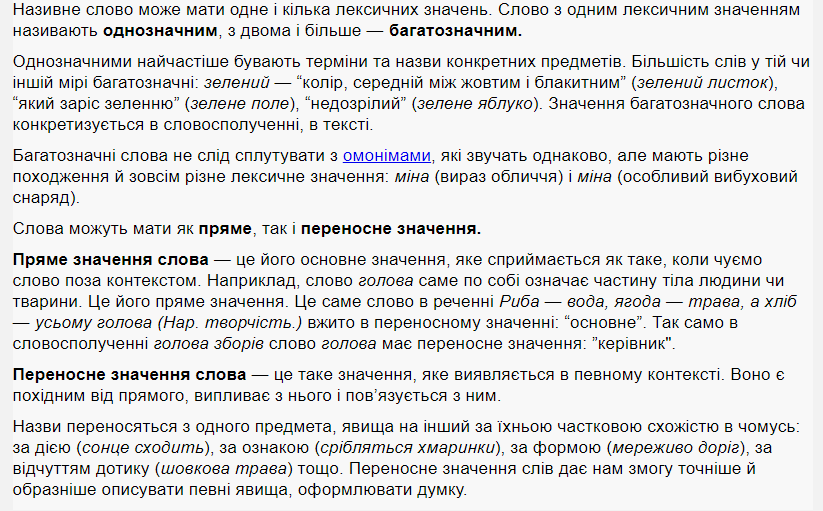 Називне слово може мати одне і кілька лексичних значень. Слово з одним лексичним значенням
називають однозначним, з двома і більше — багатозначним.
Однозначними найчастіше бувають терміни та назви конкретних предметів. Більшість слів у тій чи
іншій мірі багатозначні: зелений — “колір, середній між жовтим і блакитним” (зелений листок),
“який заріс зеленню” (зелене поле), “недозрілий” (зелене яблуко). Значення багатозначного слова
конкретизується в словосполученні, в тексті.
Багатозначні слова не слід сплутувати з омонімами, які звучать однаково, але мають різне
походження й зовсім різне лексичне значення: міна (вираз обличчя) і міна (особливий вибуховий
снаряд).
Слова можуть мати як пряме, так і переносне значення.
Пряме значення слова — це його основне значення, яке сприймається як таке, коли чуємо
слово поза контекстом. Наприклад, слово голова саме по собі означає частину тіла людини чи
тварини. Це його пряме значення. Це саме слово в реченні Риба — вода, ягода — трава, а хліб
— усьому голова (Нар. творчість.) вжито в переносному значенні: “основне”. Так само в
словосполученні голова зборів слово голова має переносне значення: ”керівник".
Переносне значення слова — це таке значення, яке виявляється в певному контексті. Воно є
похідним від прямого, випливає з нього і пов’язується з ним.
Назви переносяться з одного предмета, явища на інший за їхньою частковою схожістю в чомусь:
за дією (сонце сходить), за ознакою (срібляться хмаринки), за формою (мереживо доріг), за
відчуттям дотику (шовкова трава) тощо. Переносне значення слів дає нам змогу точніше й
образніше описувати певні явища, оформлювати думку.